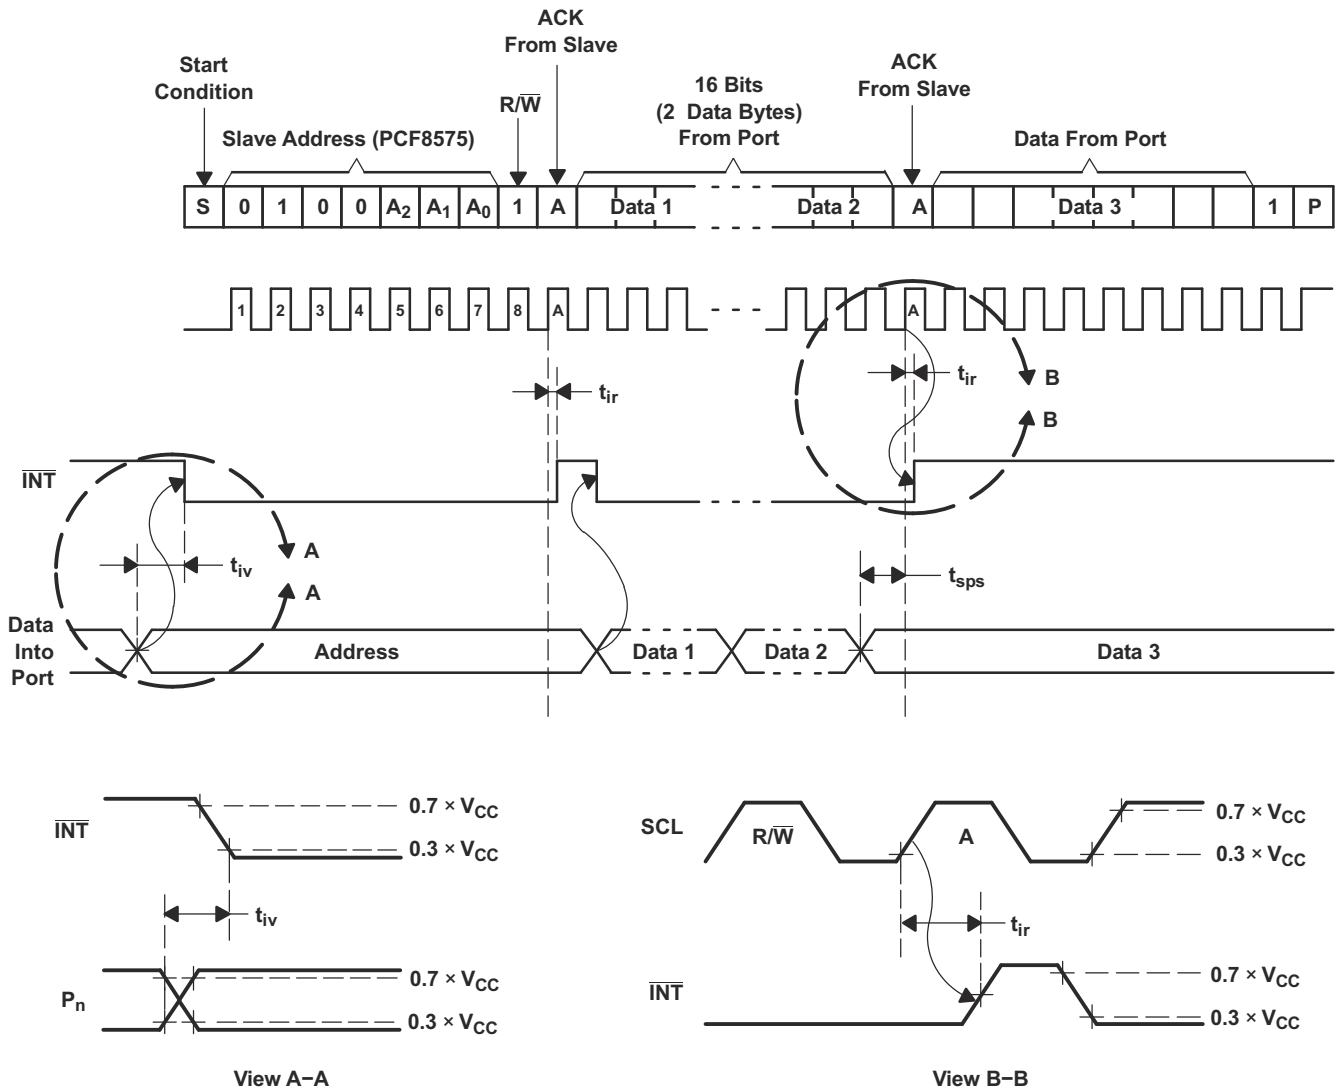 ACK
From Slave
Start
Condition
R/W̅
16 Bits
(2 Data Bytes)
From Port
ACK
From Slave
Slave Address (PCF8575)
Data From Port
S 0 1 0 0 A2 A1 A0 1 A Data 1 Data 2 A Data 3 1 P
1 2 3 4 5 6 7 8 A A
tir
tir
B
B
I̅N̅T̅
A
tiv
A
tsps
Data
Into
Port
Address
Data 1
Data 2
Data 3
I̅N̅T̅
0.7 × VCC
0.3 × VCC
tiv
Pn
0.7 × VCC
0.3 × VCC
View A–A
SCL
R/W̅
A
0.7 × VCC
0.3 × VCC
tir
I̅N̅T̅
0.7 × VCC
0.3 × VCC
View B–B